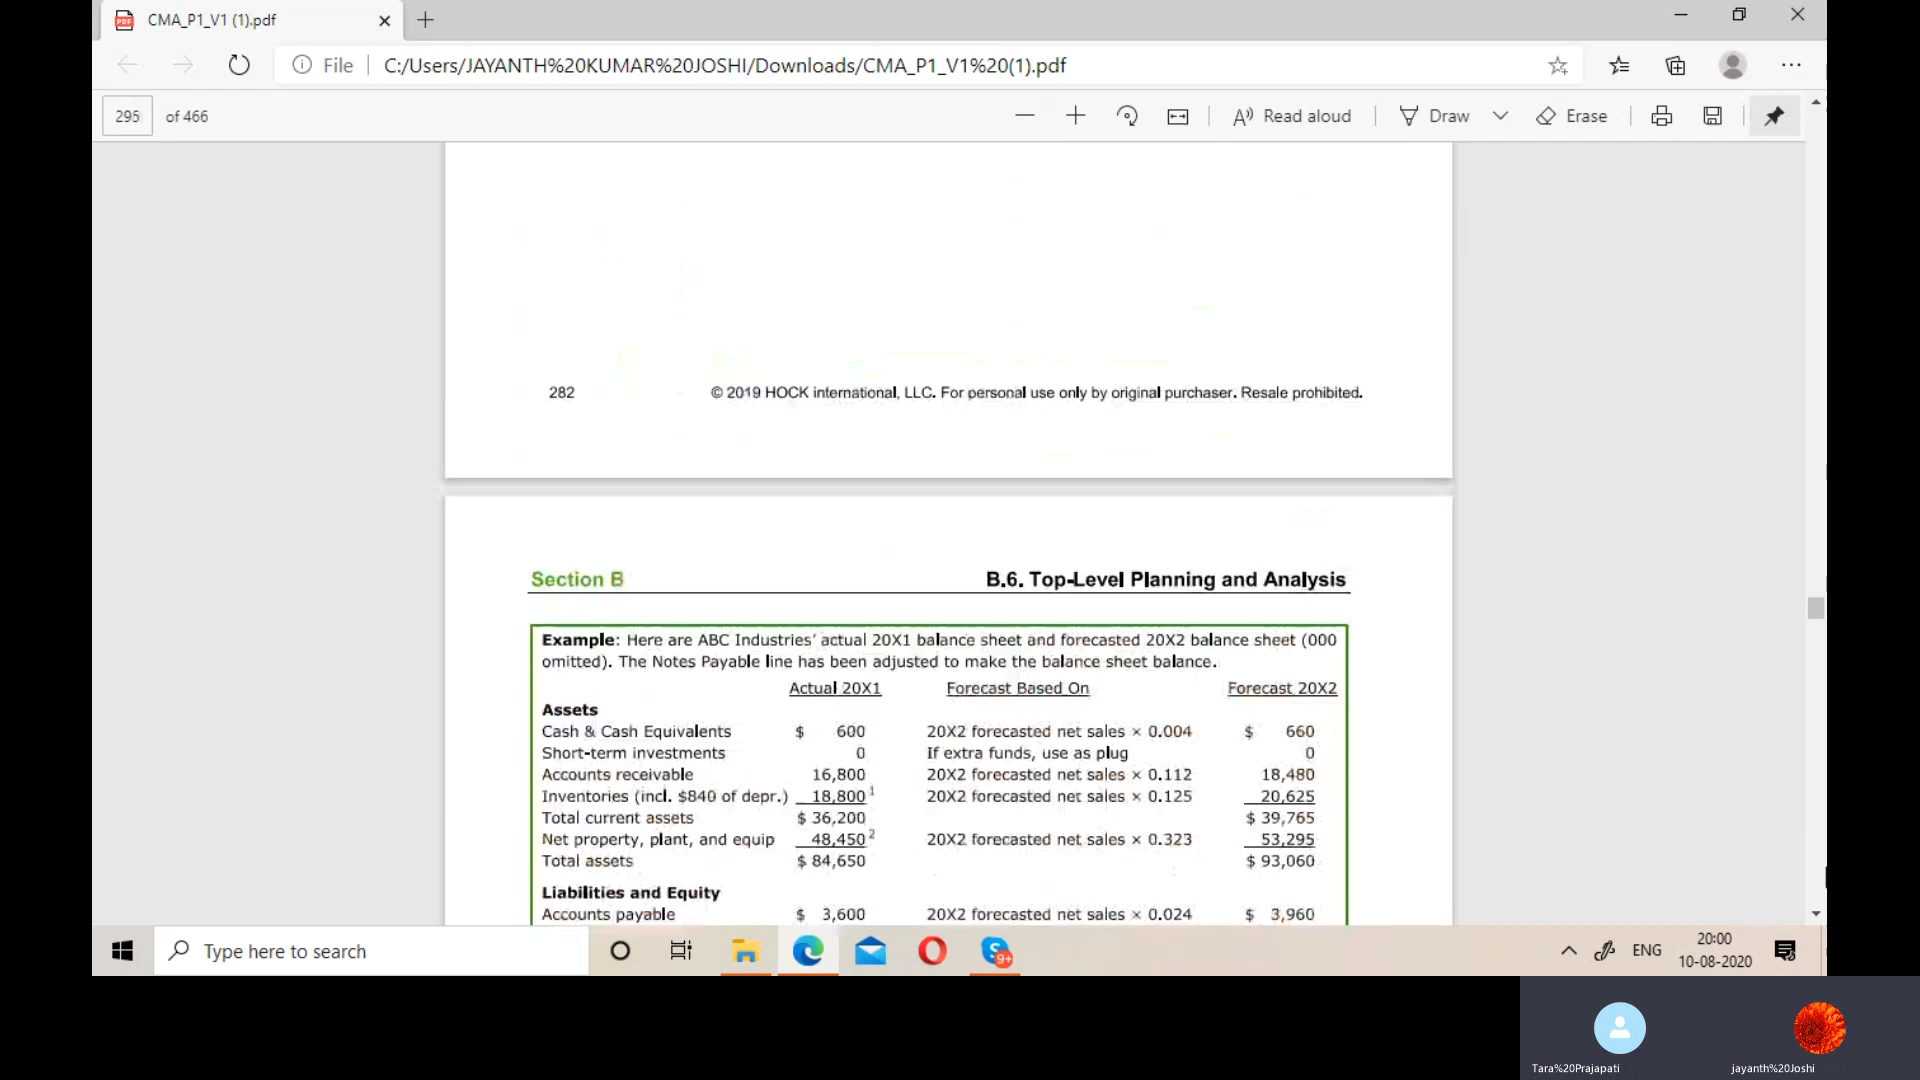 CMA_P1_V1 (1).pdf
File | C:/Users/JAYANTH%20KUMAR%20JOSHI/Downloads/CMA_P1_V1%20(1).pdf
295 of 466
Read aloud
Draw
Erase
282 © 2019 HOCK international, LLC. For personal use only by original purchaser. Resale prohibited.
Section B B.6. Top-Level Planning and Analysis
Example: Here are ABC Industries' actual 20X1 balance sheet and forecasted 20X2 balance sheet (000
omitted). The Notes Payable line has been adjusted to make the balance sheet balance.
Actual 20X1 Forecast Based On Forecast 20X2
Assets
Cash & Cash Equivalents $ 600 20X2 forecasted net sales × 0.004 $ 660
Short-term investments 0 If extra funds, use as plug 0
Accounts receivable 16,800 20X2 forecasted net sales × 0.112 18,480
Inventories (incl. $840 of depr.) 18,800 1 20X2 forecasted net sales × 0.125 20,625
Total current assets $ 36,200 $ 39,765
Net property, plant, and equip 48,450 2 20X2 forecasted net sales × 0.323 53,295
Total assets $ 84,650 $ 93,060
Liabilities and Equity
Accounts payable $ 3,600 20X2 forecasted net sales × 0.024 $ 3,960
Type here to search
9+
ENG
20:00
10-08-2020
Tara%20Prajapati
jayanth%20Joshi